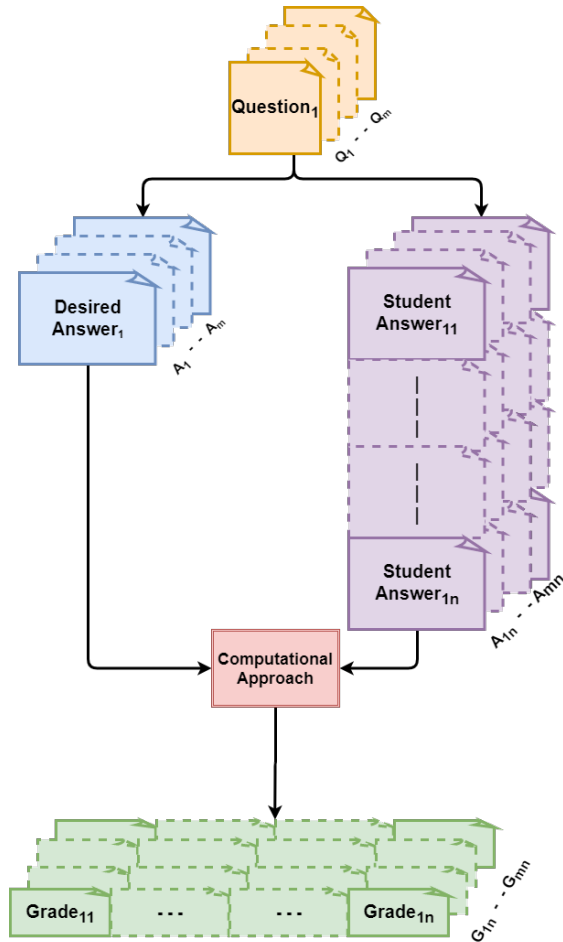 Question₁
Q₁ - - Qₘ
Desired
Answer₁
A₁ - - Aₘ
Student
Answer₁₁
Student
Answer₁ₙ
A₁ₙ - - Aₘₙ
Computational
Approach
Grade₁₁ - - - - - - Grade₁ₙ
G₁ₙ - - Gₘₙ